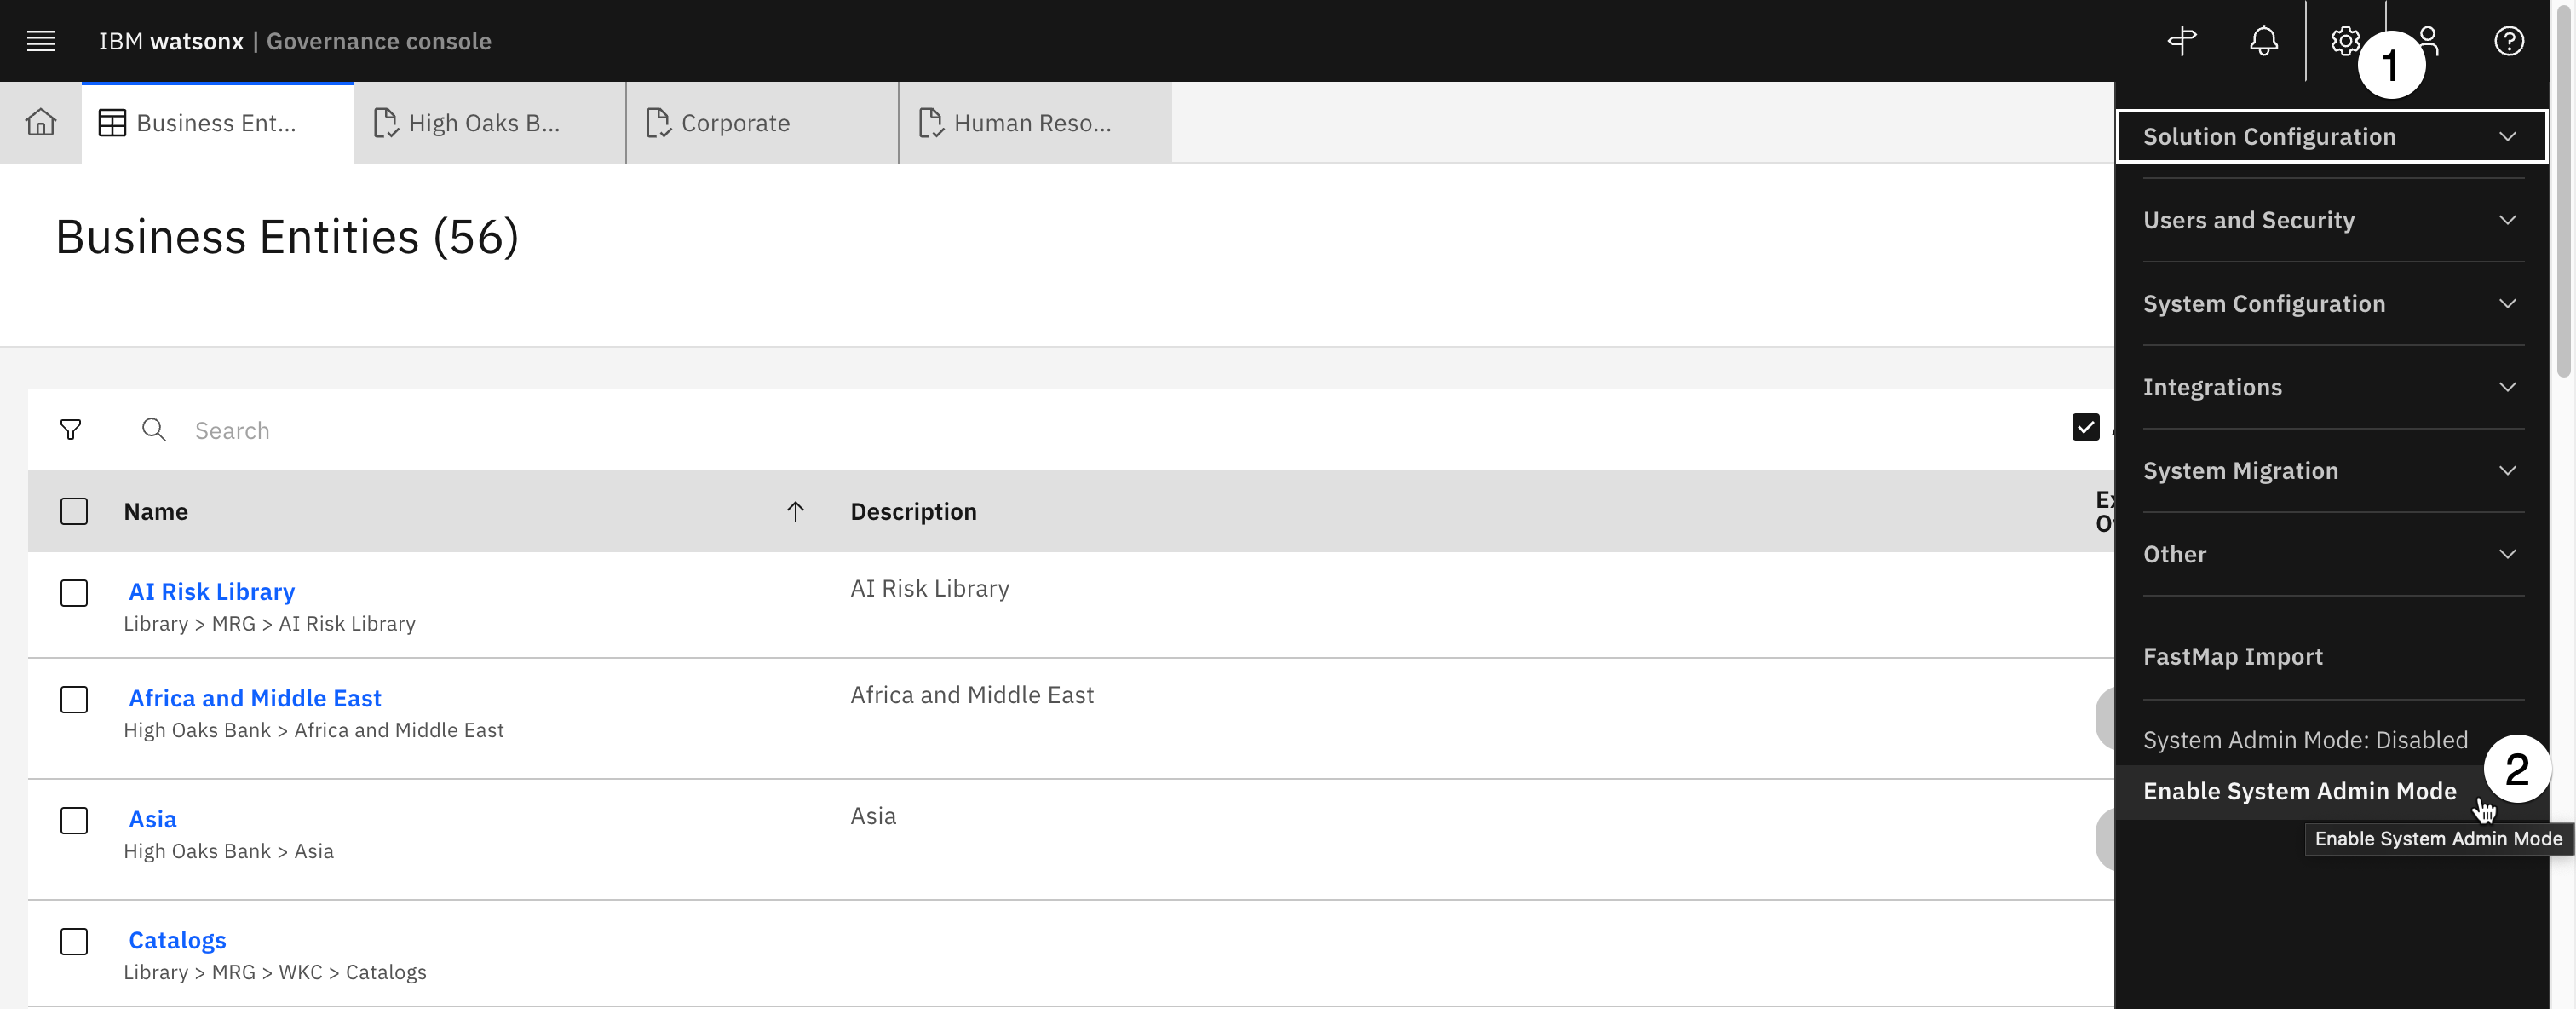 IBM watsonx | Governance console
1
Business Ent...
High Oaks B...
Corporate
Human Reso...
Business Entities (56)
Search
Name
Description
AI Risk Library
Library > MRG > AI Risk Library
AI Risk Library
Africa and Middle East
High Oaks Bank > Africa and Middle East
Africa and Middle East
Asia
High Oaks Bank > Asia
Asia
Catalogs
Library > MRG > WKC > Catalogs
Solution Configuration
Users and Security
System Configuration
Integrations
System Migration
Other
FastMap Import
System Admin Mode: Disabled
2
Enable System Admin Mode
Enable System Admin Mode